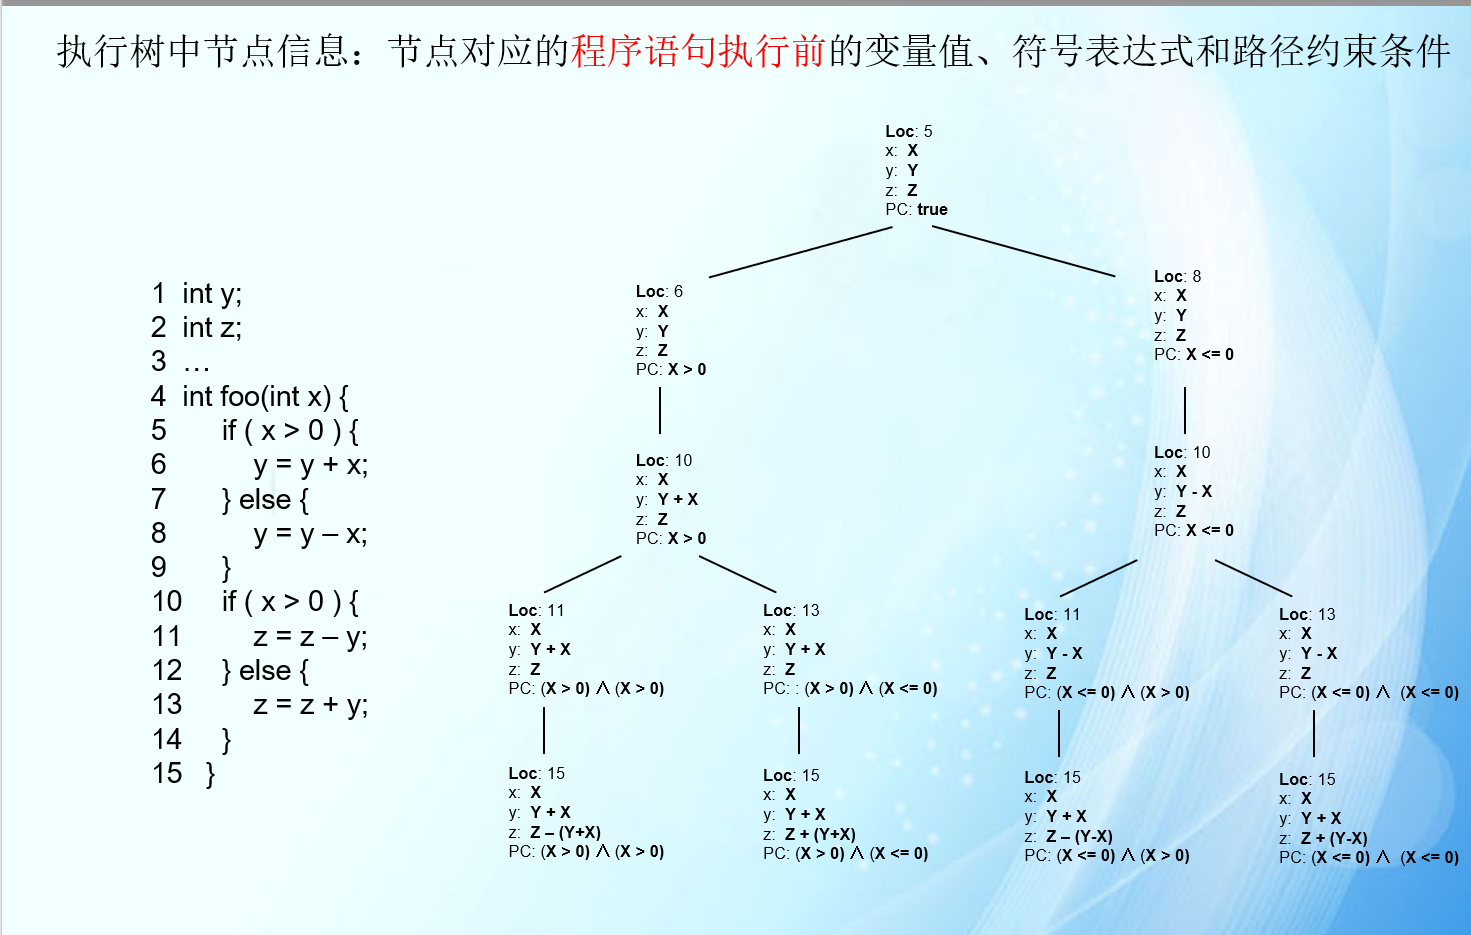 执行树中节点信息：节点对应的程序语句执行前的变量值、符号表达式和路径约束条件
1 int y;
2 int z;
3 …
4 int foo(int x) {
5 if ( x > 0 ) {
6 y = y + x;
7 } else {
8 y = y – x;
9 }
10 if ( x > 0 ) {
11 z = z – y;
12 } else {
13 z = z + y;
14 }
15 }
Loc: 5
x: X
y: Y
z: Z
PC: true
Loc: 6
x: X
y: Y
z: Z
PC: X > 0
Loc: 8
x: X
y: Y
z: Z
PC: X <= 0
Loc: 10
x: X
y: Y + X
z: Z
PC: X > 0
Loc: 10
x: X
y: Y - X
z: Z
PC: X <= 0
Loc: 11
x: X
y: Y + X
z: Z
PC: (X > 0) ∧ (X > 0)
Loc: 13
x: X
y: Y + X
z: Z
PC: : (X > 0) ∧ (X <= 0)
Loc: 11
x: X
y: Y - X
z: Z
PC: (X <= 0) ∧ (X > 0)
Loc: 13
x: X
y: Y - X
z: Z
PC: (X <= 0) ∧ (X <= 0)
Loc: 15
x: X
y: Y + X
z: Z – (Y+X)
PC: (X > 0) ∧ (X > 0)
Loc: 15
x: X
y: Y + X
z: Z + (Y+X)
PC: (X > 0) ∧ (X <= 0)
Loc: 15
x: X
y: Y + X
z: Z – (Y-X)
PC: (X <= 0) ∧ (X > 0)
Loc: 15
x: X
y: Y + X
z: Z + (Y-X)
PC: (X <= 0) ∧ (X <= 0)